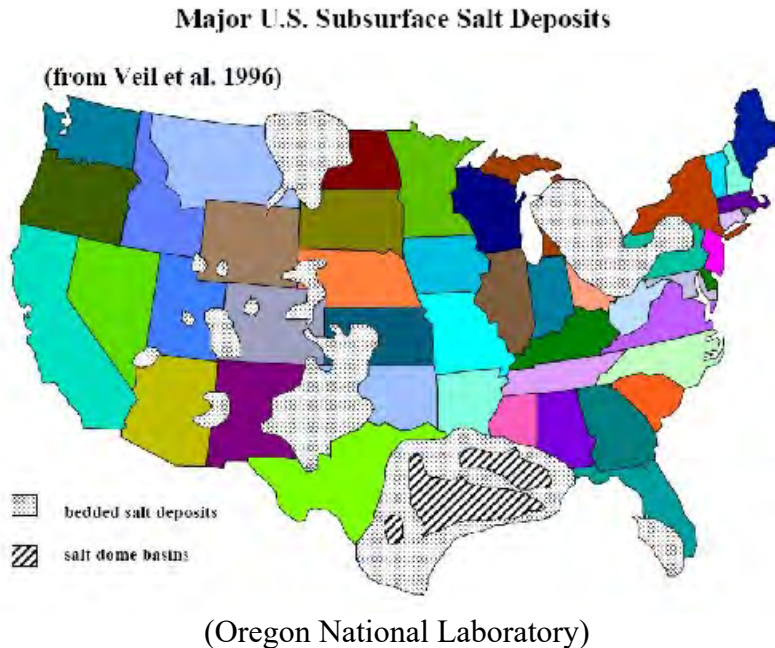 Major U.S. Subsurface Salt Deposits
(from Veil et al. 1996)
bedded salt deposits
salt dome basins
(Oregon National Laboratory)